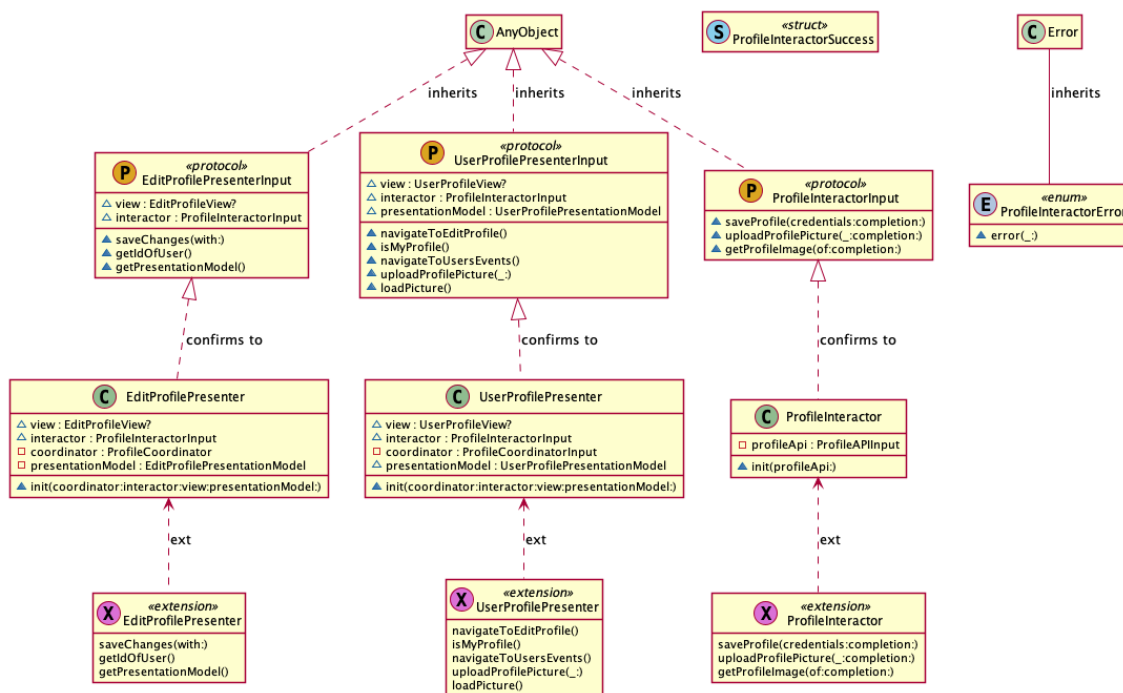 C AnyObject
«struct»
S ProfileInteractorSuccess
C Error
inherits
inherits
inherits
inherits
«protocol»
P EditProfilePresenterInput
view : EditProfileView?
interactor : ProfileInteractorInput
saveChanges(with:)
getIdOfUser()
getPresentationModel()
«protocol»
P UserProfilePresenterInput
view : UserProfileView?
interactor : ProfileInteractorInput
presentationModel : UserProfilePresentationModel
navigateToEditProfile()
isMyProfile()
navigateToUsersEvents()
uploadProfilePicture(_:)
loadPicture()
«protocol»
P ProfileInteractorInput
saveProfile(credentials:completion:)
uploadProfilePicture(_:completion:)
getProfileImage(of:completion:)
«enum»
E ProfileInteractorError
error(_:)
confirms to
confirms to
confirms to
C EditProfilePresenter
view : EditProfileView?
interactor : ProfileInteractorInput
coordinator : ProfileCoordinator
presentationModel : EditProfilePresentationModel
init(coordinator:interactor:view:presentationModel:)
C UserProfilePresenter
view : UserProfileView?
interactor : ProfileInteractorInput
coordinator : ProfileCoordinatorInput
presentationModel : UserProfilePresentationModel
init(coordinator:interactor:view:presentationModel:)
C ProfileInteractor
profileApi : ProfileAPIInput
init(profileApi:)
ext
ext
ext
«extension»
X EditProfilePresenter
saveChanges(with:)
getIdOfUser()
getPresentationModel()
«extension»
X UserProfilePresenter
navigateToEditProfile()
isMyProfile()
navigateToUsersEvents()
uploadProfilePicture(_:)
loadPicture()
«extension»
X ProfileInteractor
saveProfile(credentials:completion:)
uploadProfilePicture(_:completion:)
getProfileImage(of:completion:)